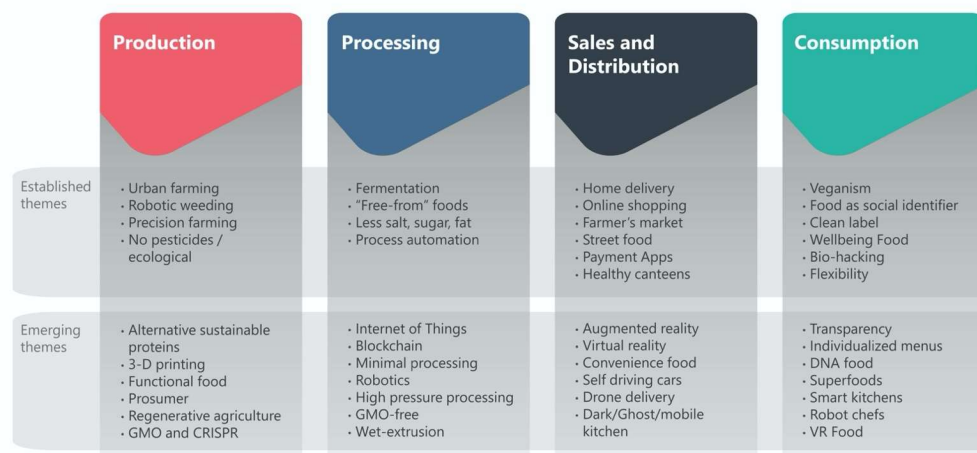 Production
Processing
Sales and
Distribution
Consumption
Established
themes
• Urban farming
• Robotic weeding
• Precision farming
• No pesticides /
ecological
• Fermentation
• "Free-from" foods
• Less salt, sugar, fat
• Process automation
• Home delivery
• Online shopping
• Farmer's market
• Street food
• Payment Apps
• Healthy canteens
• Veganism
• Food as social identifier
• Clean label
• Wellbeing Food
• Bio-hacking
• Flexibility
Emerging
themes
• Alternative sustainable
proteins
• 3-D printing
• Functional food
• Prosumer
• Regenerative agriculture
• GMO and CRISPR
• Internet of Things
• Blockchain
• Minimal processing
• Robotics
• High pressure processing
• GMO-free
• Wet-extrusion
• Augmented reality
• Virtual reality
• Convenience food
• Self driving cars
• Drone delivery
• Dark/Ghost/mobile
kitchen
• Transparency
• Individualized menus
• DNA food
• Superfoods
• Smart kitchens
• Robot chefs
• VR Food